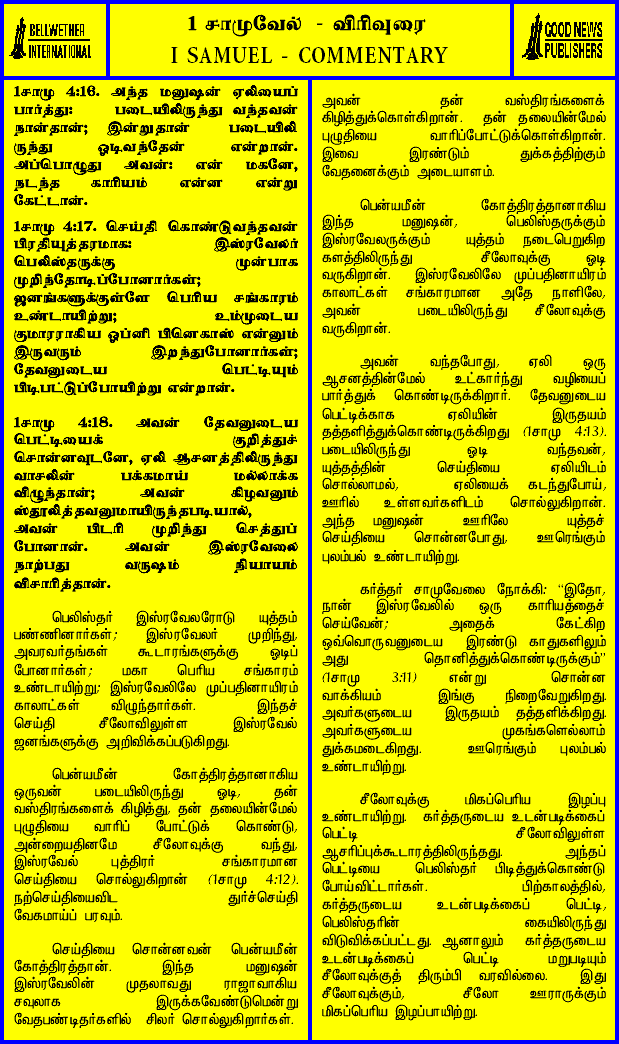 BELLWETHER
INTERNATIONAL
1 சாமுவேல் - விரிவுரை
I SAMUEL - COMMENTARY
GOOD NEWS
PUBLISHERS
1சாமு 4:16. அந்த மனுஷன் ஏலியைப்
பார்த்து: படையிலிருந்து வந்தவன்
நான்தான்; இன்றுதான் படையிலி
ருந்து ஓடிவந்தேன் என்றான்.
அப்பொழுது அவன்: என் மகனே,
நடந்த காரியம் என்ன என்று
கேட்டான்.
1சாமு 4:17. செய்தி கொண்டுவந்தவன்
பிரதியுத்தரமாக: இஸ்ரவேலர்
பெலிஸ்தருக்கு முன்பாக
முறிந்தோடிப்போனார்கள்;
ஜனங்களுக்குள்ளே பெரிய சங்காரம்
உண்டாயிற்று; உம்முடைய
குமாரராகிய ஒப்னி பினெகாஸ் என்னும்
இருவரும் இறந்துபோனார்கள்;
தேவனுடைய பெட்டியும்
பிடிபட்டுப்போயிற்று என்றான்.
1சாமு 4:18. அவன் தேவனுடைய
பெட்டியைக் குறித்துச்
சொன்னவுடனே, ஏலி ஆசனத்திலிருந்து
வாசலின் பக்கமாய் மல்லாக்க
விழுந்தான்; அவன் கிழவனும்
ஸ்தூலித்தவனுமாயிருந்தபடியால்,
அவன் பிடரி முறிந்து செத்துப்
போனான். அவன் இஸ்ரவேலை
நாற்பது வருஷம் நியாயம்
விசாரித்தான்.
பெலிஸ்தர் இஸ்ரவேலரோடு யுத்தம்
பண்ணினார்கள்; இஸ்ரவேலர் முறிந்து,
அவரவர்தங்கள் கூடாரங்களுக்கு ஓடிப்
போனார்கள்; மகா பெரிய சங்காரம்
உண்டாயிற்று; இஸ்ரவேலிலே முப்பதினாயிரம்
காலாட்கள் விழுந்தார்கள். இந்தச்
செய்தி சீலோவிலுள்ள இஸ்ரவேல்
ஜனங்களுக்கு அறிவிக்கப்படுகிறது.
பென்யமீன் கோத்திரத்தானாகிய
ஒருவன் படையிலிருந்து ஓடி, தன்
வஸ்திரங்களைக் கிழித்து, தன் தலையின்மேல்
புழுதியை வாரிப் போட்டுக் கொண்டு,
அன்றையதினமே சீலோவுக்கு வந்து,
இஸ்ரவேல் புத்திரர் சங்காரமான
செய்தியை சொல்லுகிறான் (1சாமு 4:12).
நற்செய்தியைவிட துர்ச்செய்தி
வேகமாய்ப் பரவும்.
செய்தியை சொன்னவன் பென்யமீன்
கோத்திரத்தான். இந்த மனுஷன்
இஸ்ரவேலின் முதலாவது ராஜாவாகிய
சவுலாக இருக்கவேண்டுமென்று
வேதபண்டிதர்களில் சிலர் சொல்லுகிறார்கள்.
அவன் தன் வஸ்திரங்களைக்
கிழித்துக்கொள்கிறான். தன் தலையின்மேல்
புழுதியை வாரிப்போட்டுக்கொள்கிறான்.
இவை இரண்டும் துக்கத்திற்கும்
வேதனைக்கும் அடையாளம்.
பென்யமீன் கோத்திரத்தானாகிய
இந்த மனுஷன், பெலிஸ்தருக்கும்
இஸ்ரவேலருக்கும் யுத்தம் நடைபெறுகிற
களத்திலிருந்து சீலோவுக்கு ஓடி
வருகிறான். இஸ்ரவேலிலே முப்பதினாயிரம்
காலாட்கள் சங்காரமான அதே நாளிலே,
அவன் படையிலிருந்து சீலோவுக்கு
வருகிறான்.
அவன் வந்தபோது, ஏலி ஒரு
ஆசனத்தின்மேல் உட்கார்ந்து வழியைப்
பார்த்துக் கொண்டிருக்கிறார். தேவனுடைய
பெட்டிக்காக ஏலியின் இருதயம்
தத்தளித்துக்கொண்டிருக்கிறது (1சாமு 4:13).
படையிலிருந்து ஓடி வந்தவன்,
யுத்தத்தின் செய்தியை ஏலியிடம்
சொல்லாமல், ஏலியைக் கடந்துபோய்,
ஊரில் உள்ளவர்களிடம் சொல்லுகிறான்.
அந்த மனுஷன் ஊரிலே யுத்தச்
செய்தியை சொன்னபோது, ஊரெங்கும்
புலம்பல் உண்டாயிற்று.
கர்த்தர் சாமுவேலை நோக்கி: "இதோ,
நான் இஸ்ரவேலில் ஒரு காரியத்தைச்
செய்வேன்; அதைக் கேட்கிற
ஒவ்வொருவனுடைய இரண்டு காதுகளிலும்
அது தொனித்துக்கொண்டிருக்கும்"
(1சாமு 3:11) என்று சொன்ன
வாக்கியம் இங்கு நிறைவேறுகிறது.
அவர்களுடைய இருதயம் தத்தளிக்கிறது.
அவர்களுடைய முகங்களெல்லாம்
துக்கமடைகிறது. ஊரெங்கும் புலம்பல்
உண்டாயிற்று.
சீலோவுக்கு மிகப்பெரிய இழப்பு
உண்டாயிற்று. கர்த்தருடைய உடன்படிக்கைப்
பெட்டி சீலோவிலுள்ள
ஆசரிப்புக்கூடாரத்திலிருந்தது. அந்தப்
பெட்டியை பெலிஸ்தர் பிடித்துக்கொண்டு
போய்விட்டார்கள். பிற்காலத்தில்,
கர்த்தருடைய உடன்படிக்கைப் பெட்டி,
பெலிஸ்தரின் கையிலிருந்து
விடுவிக்கப்பட்டது. ஆனாலும் கர்த்தருடைய
உடன்படிக்கைப் பெட்டி மறுபடியும்
சீலோவுக்குத் திரும்பி வரவில்லை. இது
சீலோவுக்கும், சீலோ ஊராருக்கும்
மிகப்பெரிய இழப்பாயிற்று.